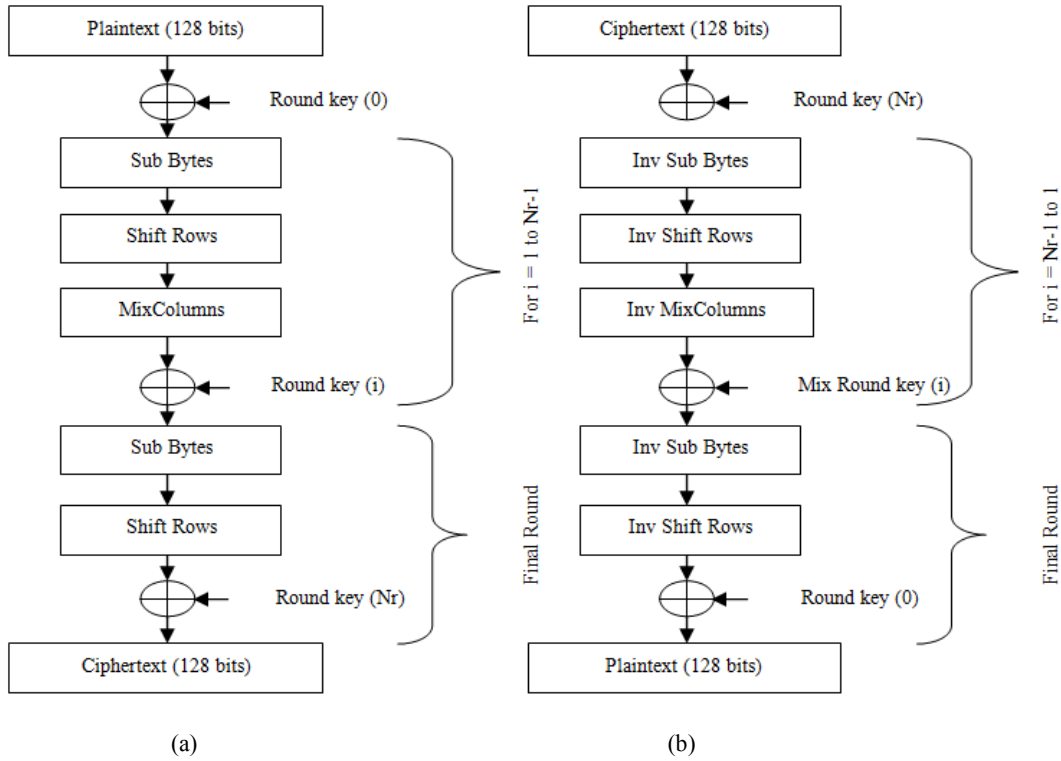 Plaintext (128 bits)
Round key (0)
Sub Bytes
Shift Rows
MixColumns
Round key (i)
For i = 1 to Nr-1
Sub Bytes
Shift Rows
Round key (Nr)
Final Round
Ciphertext (128 bits)
(a)
Ciphertext (128 bits)
Round key (Nr)
Inv Sub Bytes
Inv Shift Rows
Inv MixColumns
Mix Round key (i)
For i = Nr-1 to 1
Inv Sub Bytes
Inv Shift Rows
Round key (0)
Final Round
Plaintext (128 bits)
(b)